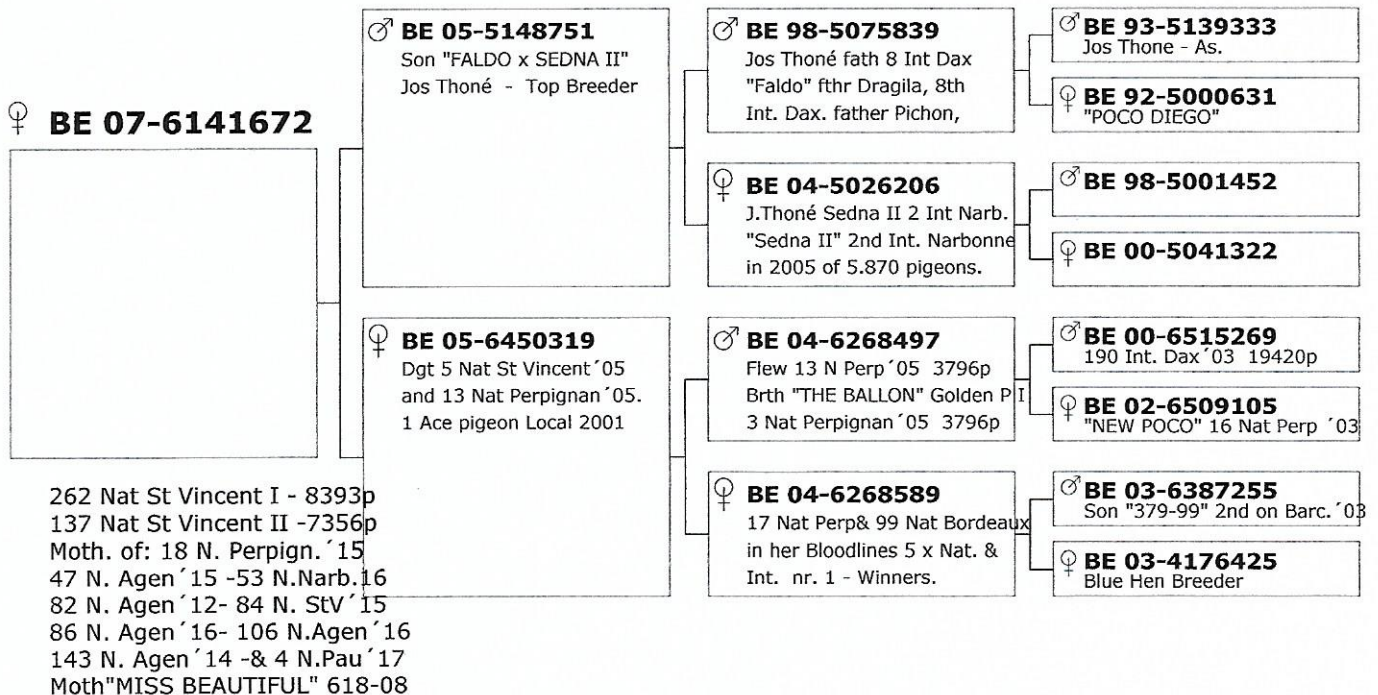 ♀ BE 07-6141672
262 Nat St Vincent I - 8393p
137 Nat St Vincent II -7356p
Moth. of: 18 N. Perpign.´15
47 N. Agen´15 -53 N.Narb.16
82 N. Agen´12- 84 N. StV´15
86 N. Agen´16- 106 N.Agen´16
143 N. Agen´14 -& 4 N.Pau´17
Moth"MISS BEAUTIFUL" 618-08
♂ BE 05-5148751
Son "FALDO x SEDNA II"
Jos Thoné - Top Breeder
♀ BE 05-6450319
Dgt 5 Nat St Vincent´05
and 13 Nat Perpignan´05.
1 Ace pigeon Local 2001
♂ BE 98-5075839
Jos Thoné fath 8 Int Dax
"Faldo" fthr Dragila, 8th
Int. Dax. father Pichon,
♀ BE 04-5026206
J.Thoné Sedna II 2 Int Narb.
"Sedna II" 2nd Int. Narbonne
in 2005 of 5.870 pigeons.
♂ BE 04-6268497
Flew 13 N Perp´05 3796p
Brth "THE BALLON" Golden P I
3 Nat Perpignan´05 3796p
♀ BE 04-6268589
17 Nat Perp& 99 Nat Bordeaux
in her Bloodlines 5 x Nat. &
Int. nr. 1 - Winners.
♂ BE 93-5139333
Jos Thone - As.
♀ BE 92-5000631
"POCO DIEGO"
♂ BE 98-5001452
♀ BE 00-5041322
♂ BE 00-6515269
190 Int. Dax´03 19420p
♀ BE 02-6509105
"NEW POCO" 16 Nat Perp ´03
♂ BE 03-6387255
Son "379-99" 2nd on Barc.´03
♀ BE 03-4176425
Blue Hen Breeder